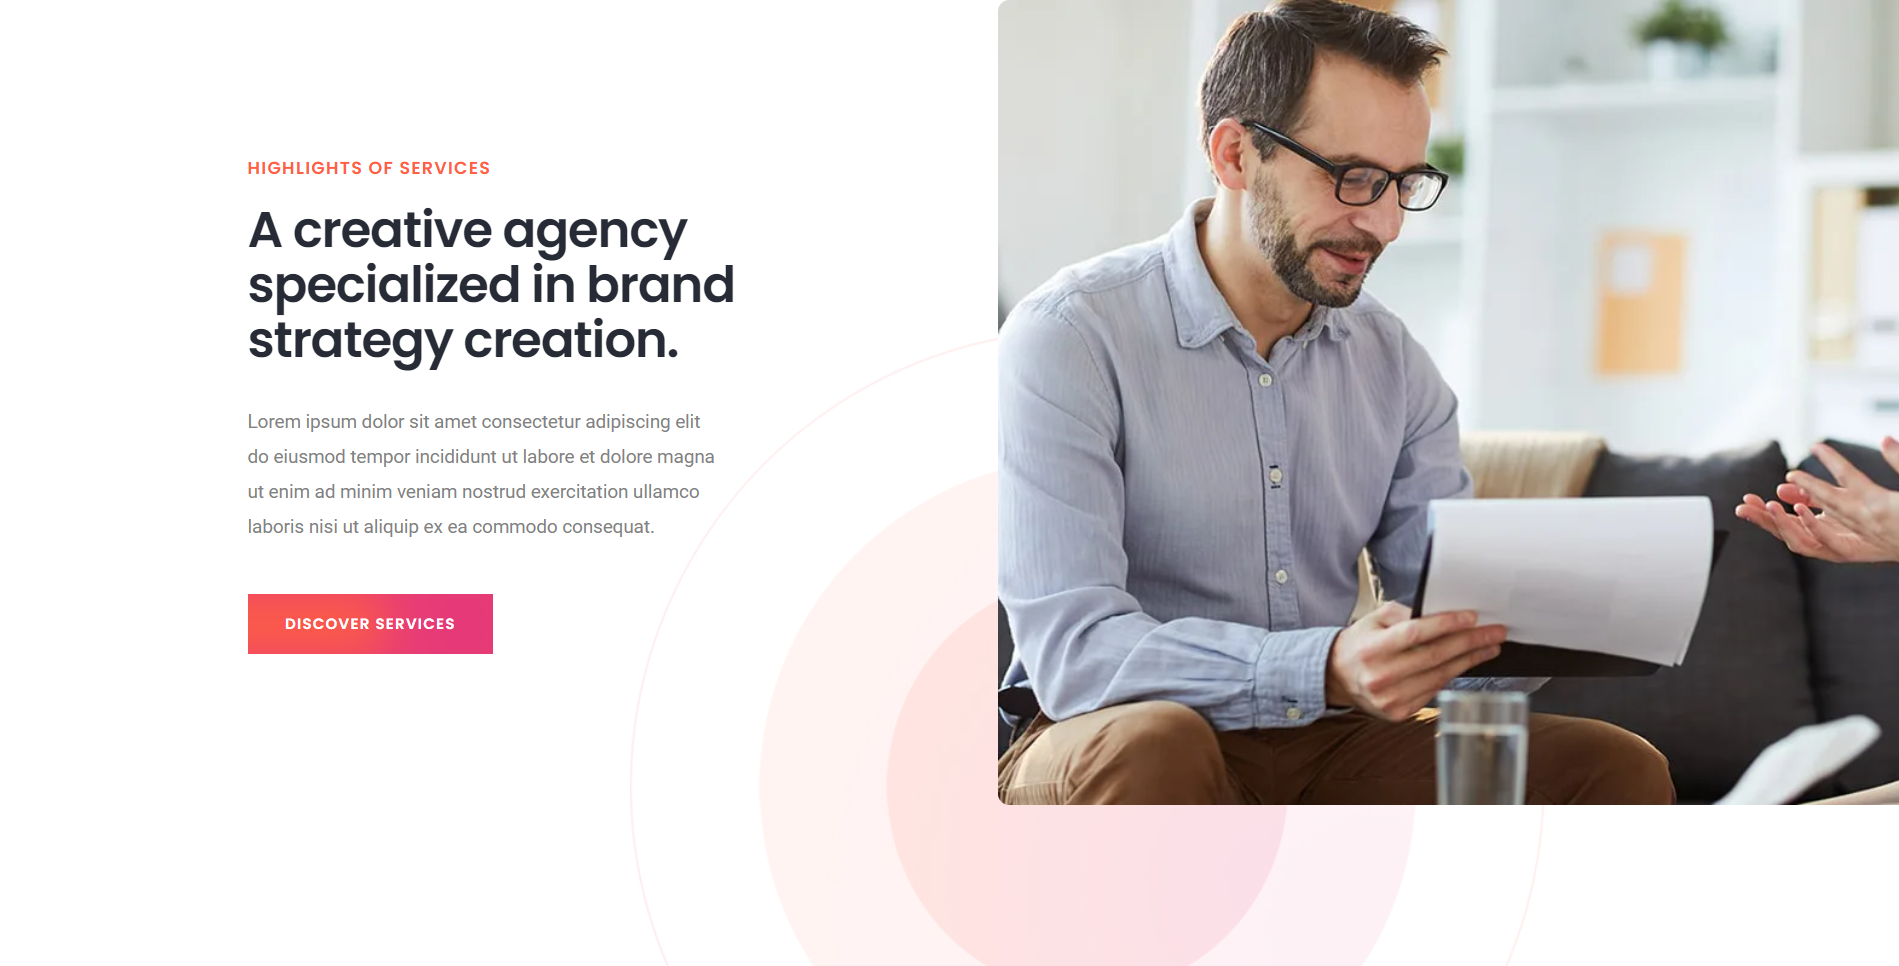 HIGHLIGHTS OF SERVICES
A creative agency
specialized in brand
strategy creation.
Lorem ipsum dolor sit amet consectetur adipiscing elit
do eiusmod tempor incididunt ut labore et dolore magna
ut enim ad minim veniam nostrud exercitation ullamco
laboris nisi ut aliquip ex ea commodo consequat.
DISCOVER SERVICES